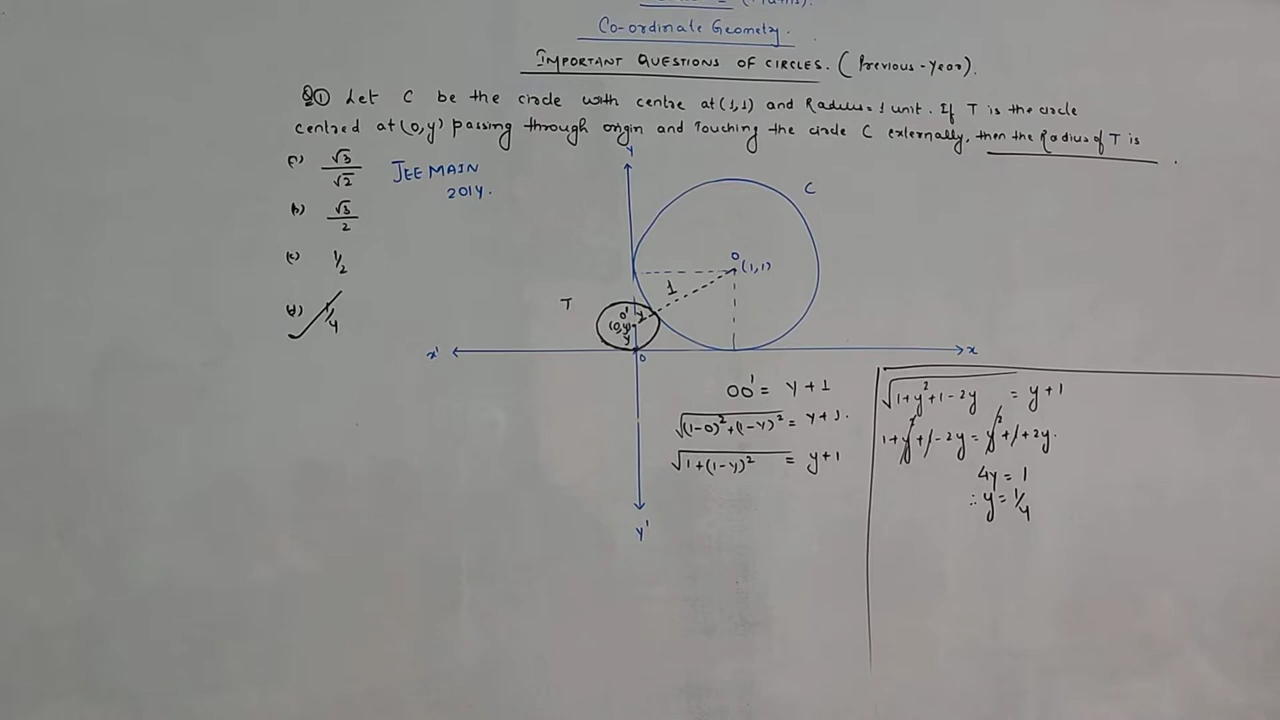 (Maths).
Co-ordinate Geometry.
IMPORTANT QUESTIONS OF CIRCLES. (Previous-Year).
Q① Let C be the circle with centre at (1,1) and Radius = 1 unit. If T is the circle
centred at (0,y) passing through origin and Touching the circle C externally, then the Radius of T is
(a) √3/√2
JEE MAIN
2014.
(b) √3/2
(c) 1/2
(d) 1/4
Y
C
O
(1,1)
1
T
O'
y
(0,y)
y
X'
O
X
Y'
OO' = y+1
√((1-0)²+(1-y)²) = y+1.
√(1+(1-y)²) = y+1
√(1+y²+1-2y) = y+1
1+y²+1-2y = y²+1+2y.
4y = 1
∴ y = 1/4